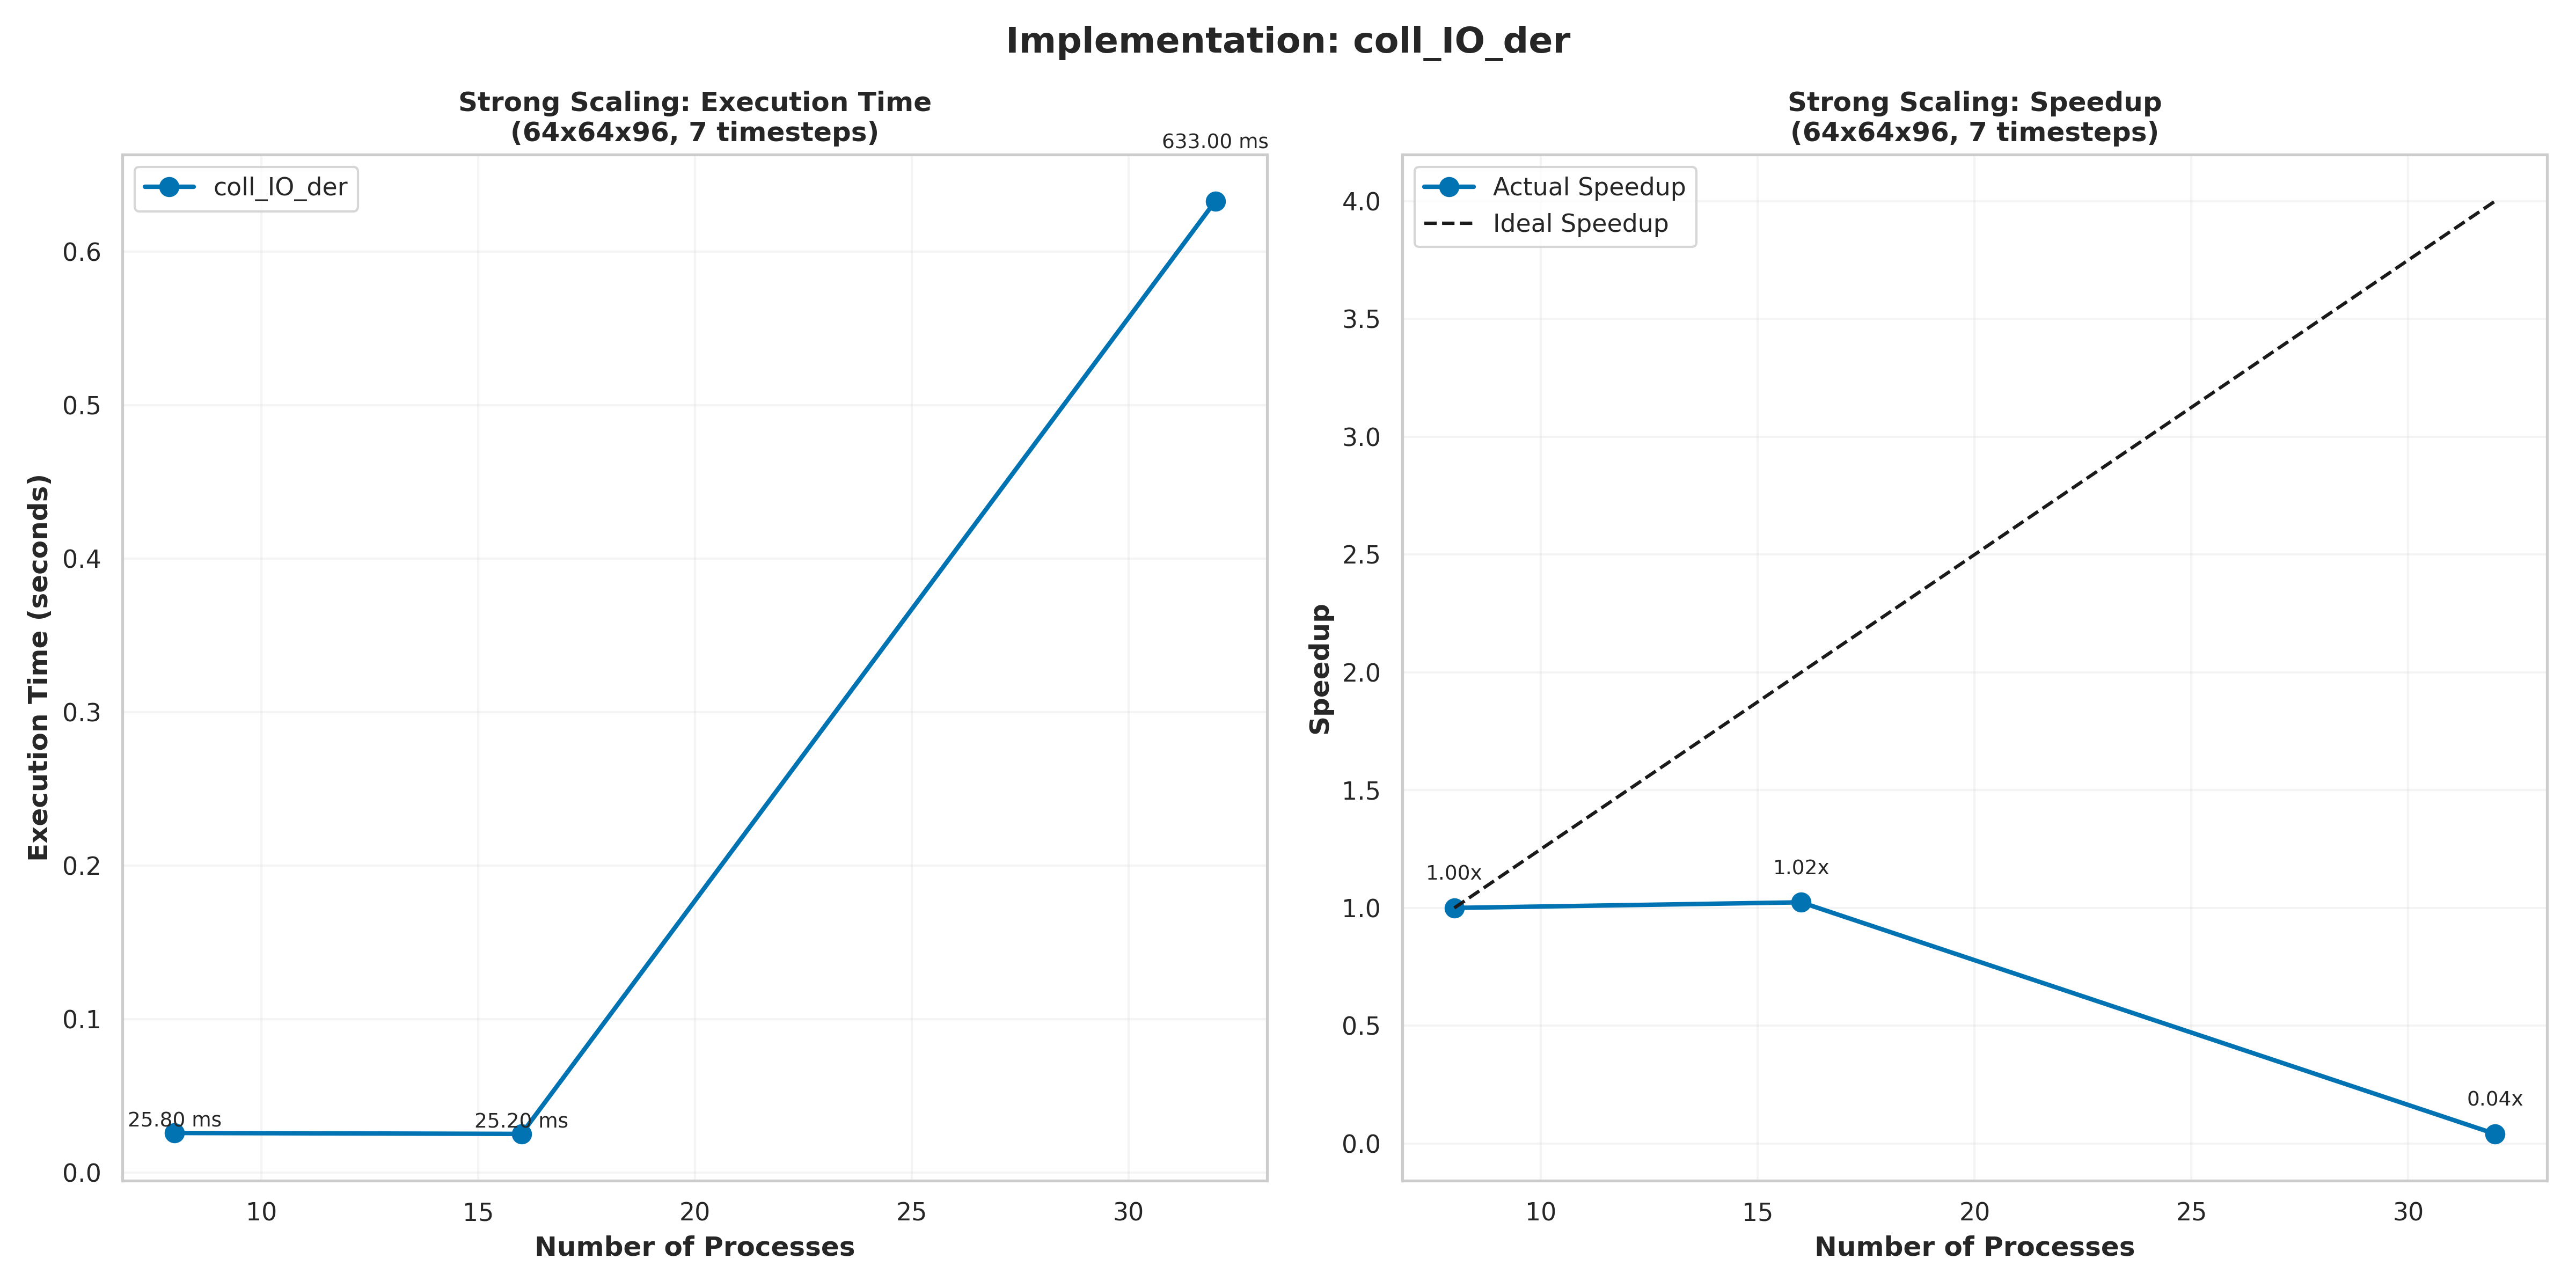 Implementation: coll_IO_der
Strong Scaling: Execution Time
(64x64x96, 7 timesteps)
633.00 ms
coll_IO_der
0.6
0.5
0.4
0.3
0.2
0.1
0.0
Execution Time (seconds)
25.80 ms
25.20 ms
10
15
20
25
30
Number of Processes
Strong Scaling: Speedup
(64x64x96, 7 timesteps)
Actual Speedup
Ideal Speedup
4.0
3.5
3.0
2.5
2.0
1.5
1.0
0.5
0.0
Speedup
1.00x
1.02x
0.04x
10
15
20
25
30
Number of Processes